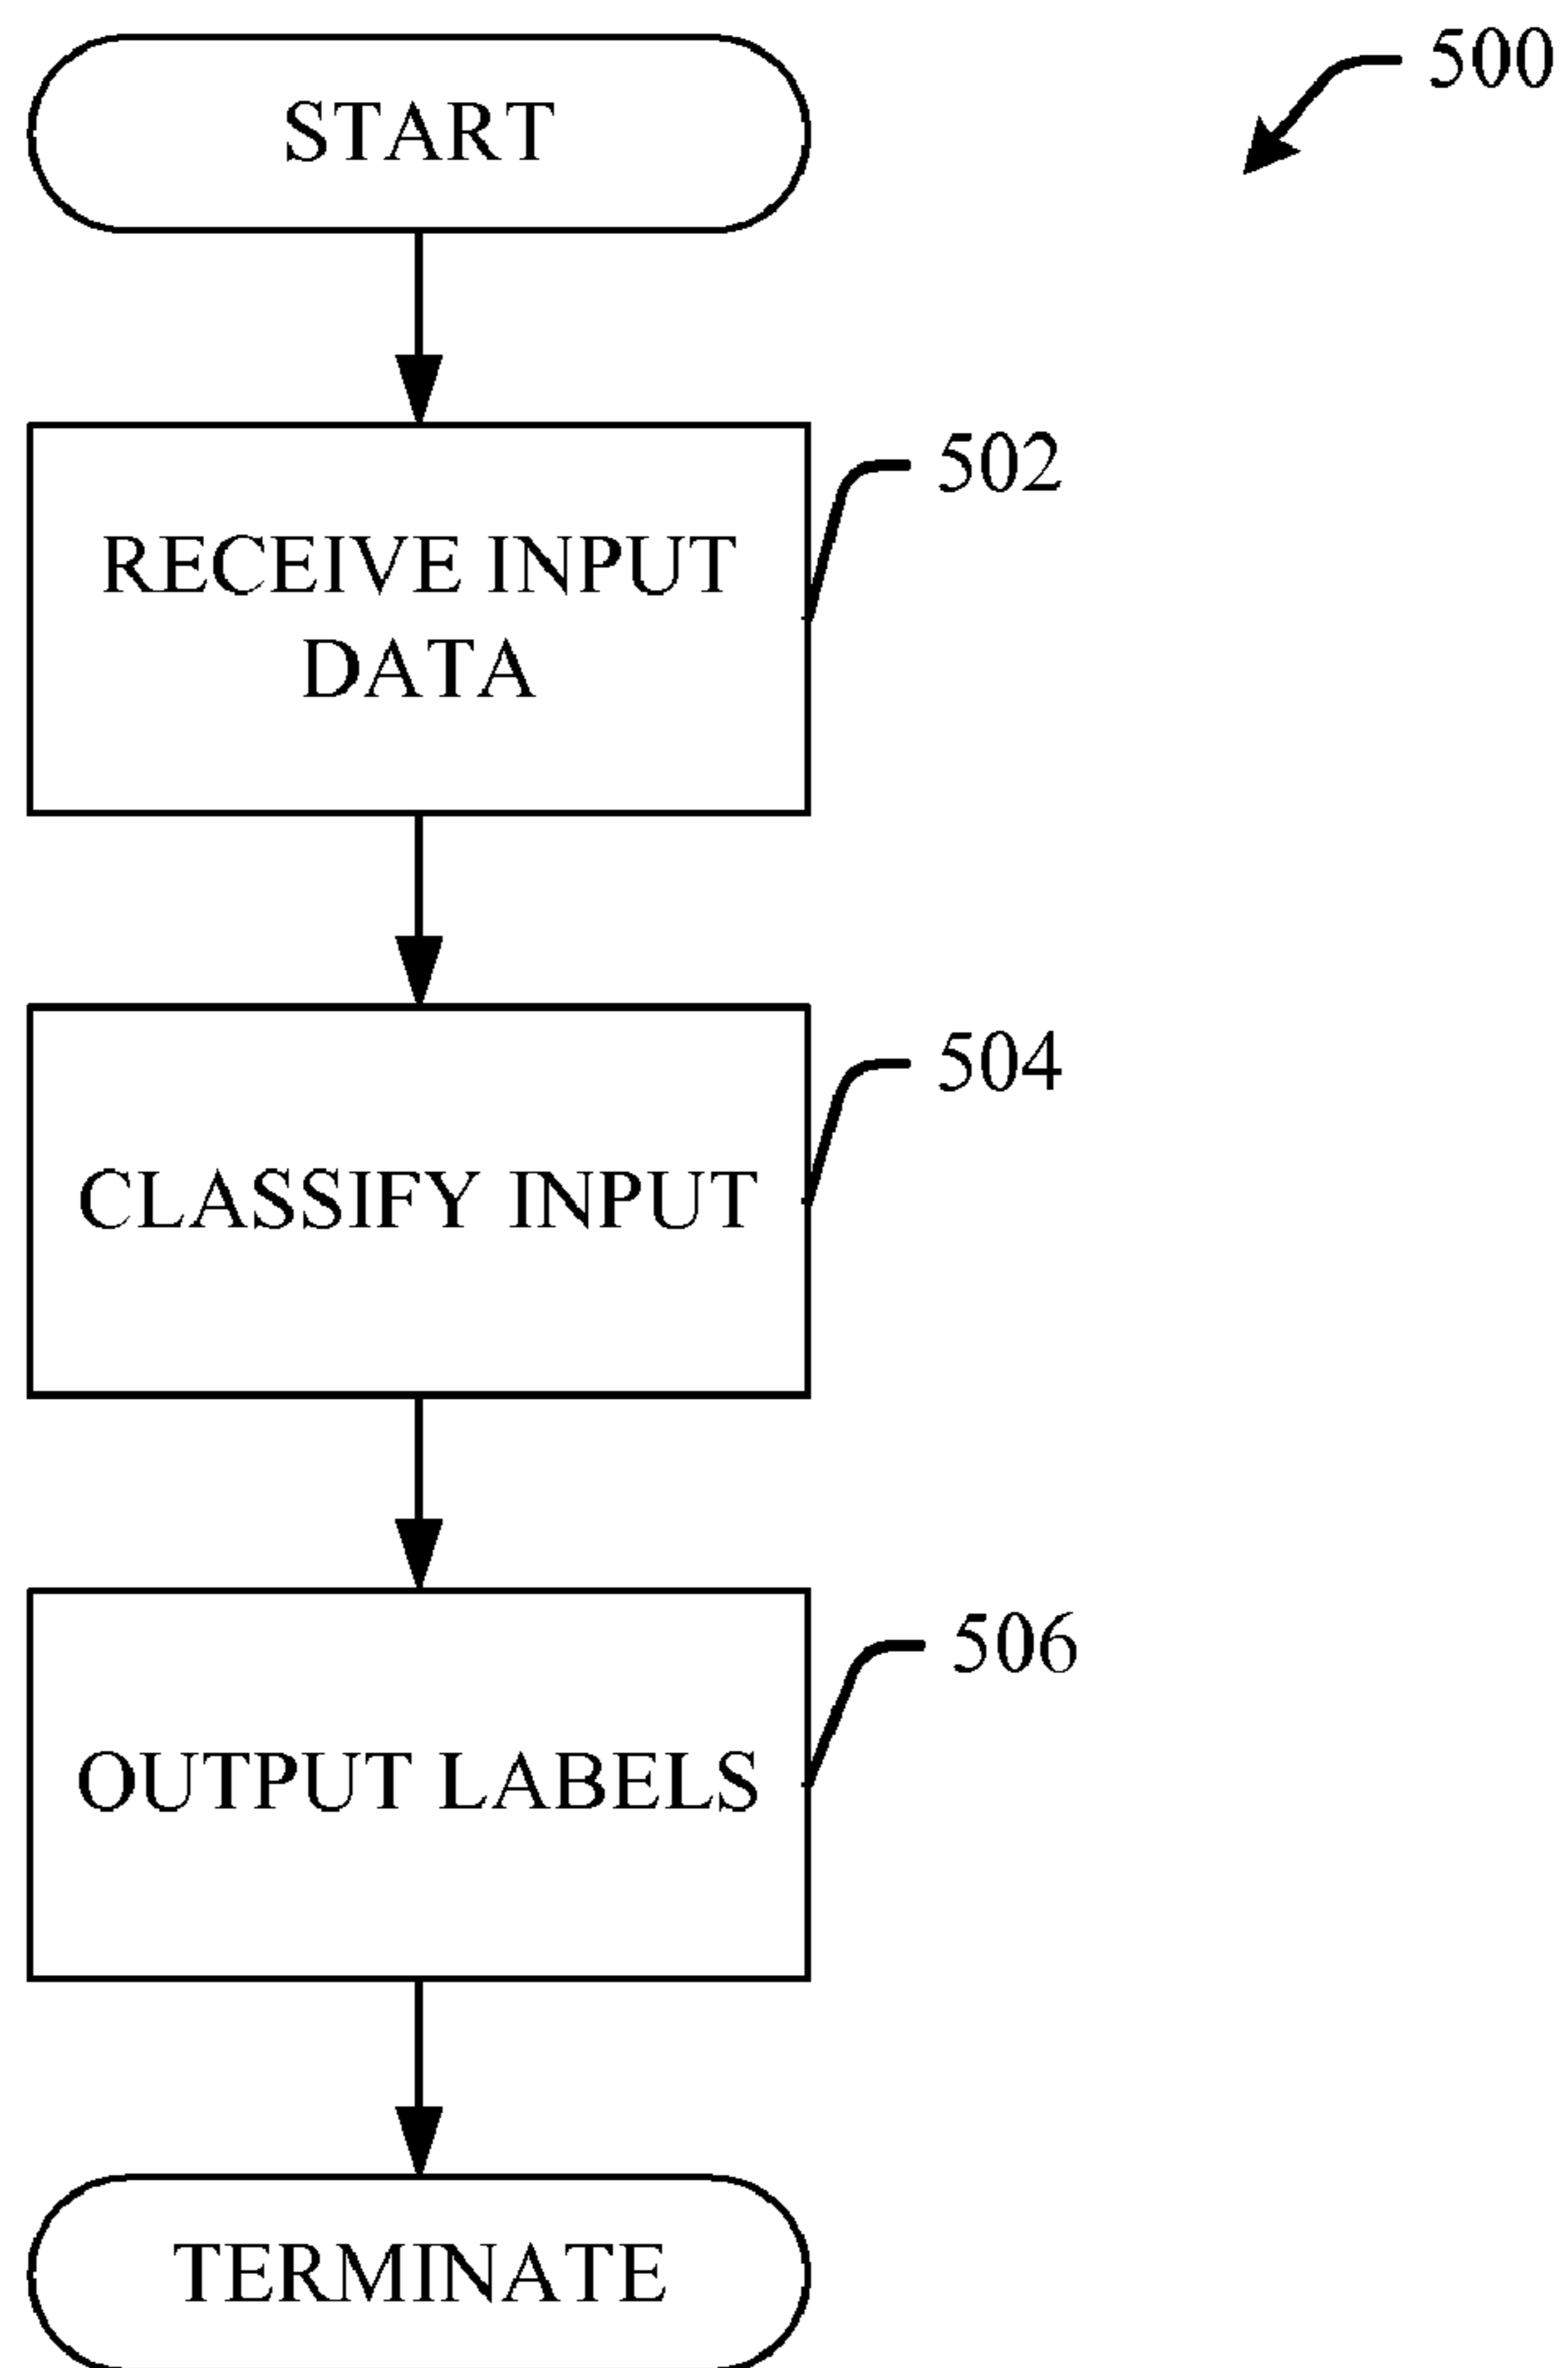 START
500
RECEIVE INPUT
DATA
502
CLASSIFY INPUT
504
OUTPUT LABELS
506
TERMINATE